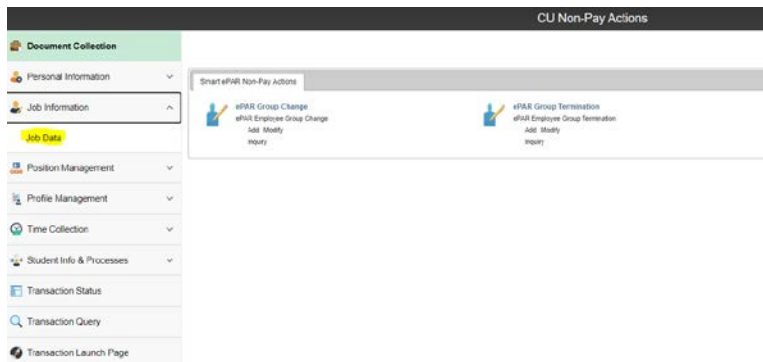 CU Non-Pay Actions
Document Collection
Personal Information
Job Information
Job Data
Position Management
Profile Management
Time Collection
Student Info & Processes
Transaction Status
Transaction Query
Transaction Launch Page
Smart ePAR Non-Pay Actions
ePAR Group Change
ePAR Employee Group Change
Add Modify
Inquiry
ePAR Group Termination
ePAR Employee Group Termination
Add Modify
Inquiry